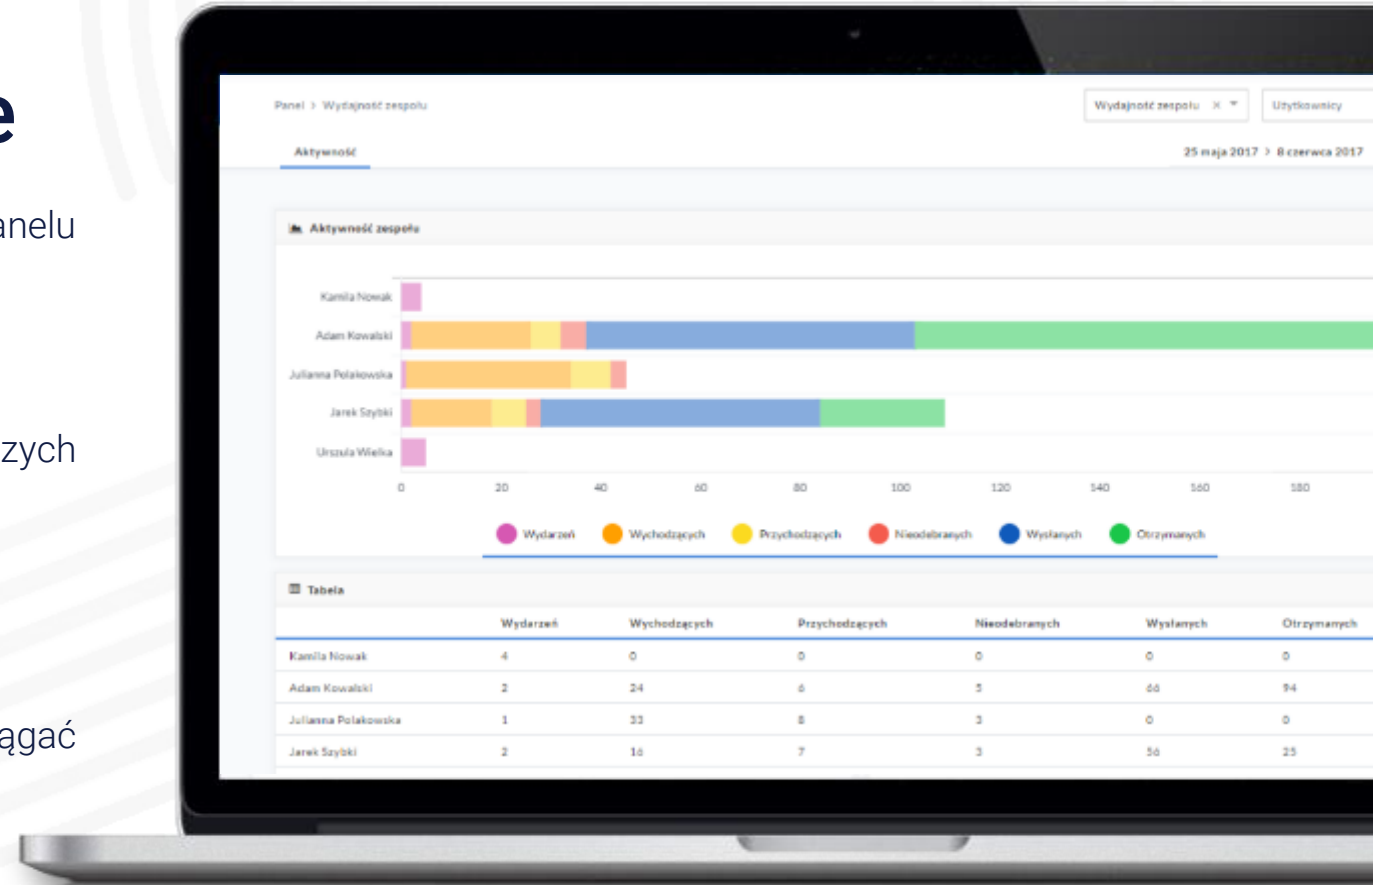 e
anelu
zych
ągać
Panel > Wydajność zespołu
Wydajność zespołu × Użytkownicy
Aktywność
25 maja 2017 > 8 czerwca 2017
Aktywność zespołu
Kamila Nowak
Adam Kowalski
Julianna Polakowska
Jarek Szybki
Urszula Wielka
0 20 40 60 80 100 120 140 160 180
Wydarzeń Wychodzących Przychodzących Nieodebranych Wysłanych Otrzymanych
Tabela
Wydarzeń Wychodzących Przychodzących Nieodebranych Wysłanych Otrzymanych
Kamila Nowak 4 0 0 0 0 0
Adam Kowalski 2 24 6 5 66 94
Julianna Polakowska 1 33 8 3 0 0
Jarek Szybki 2 16 7 3 56 25